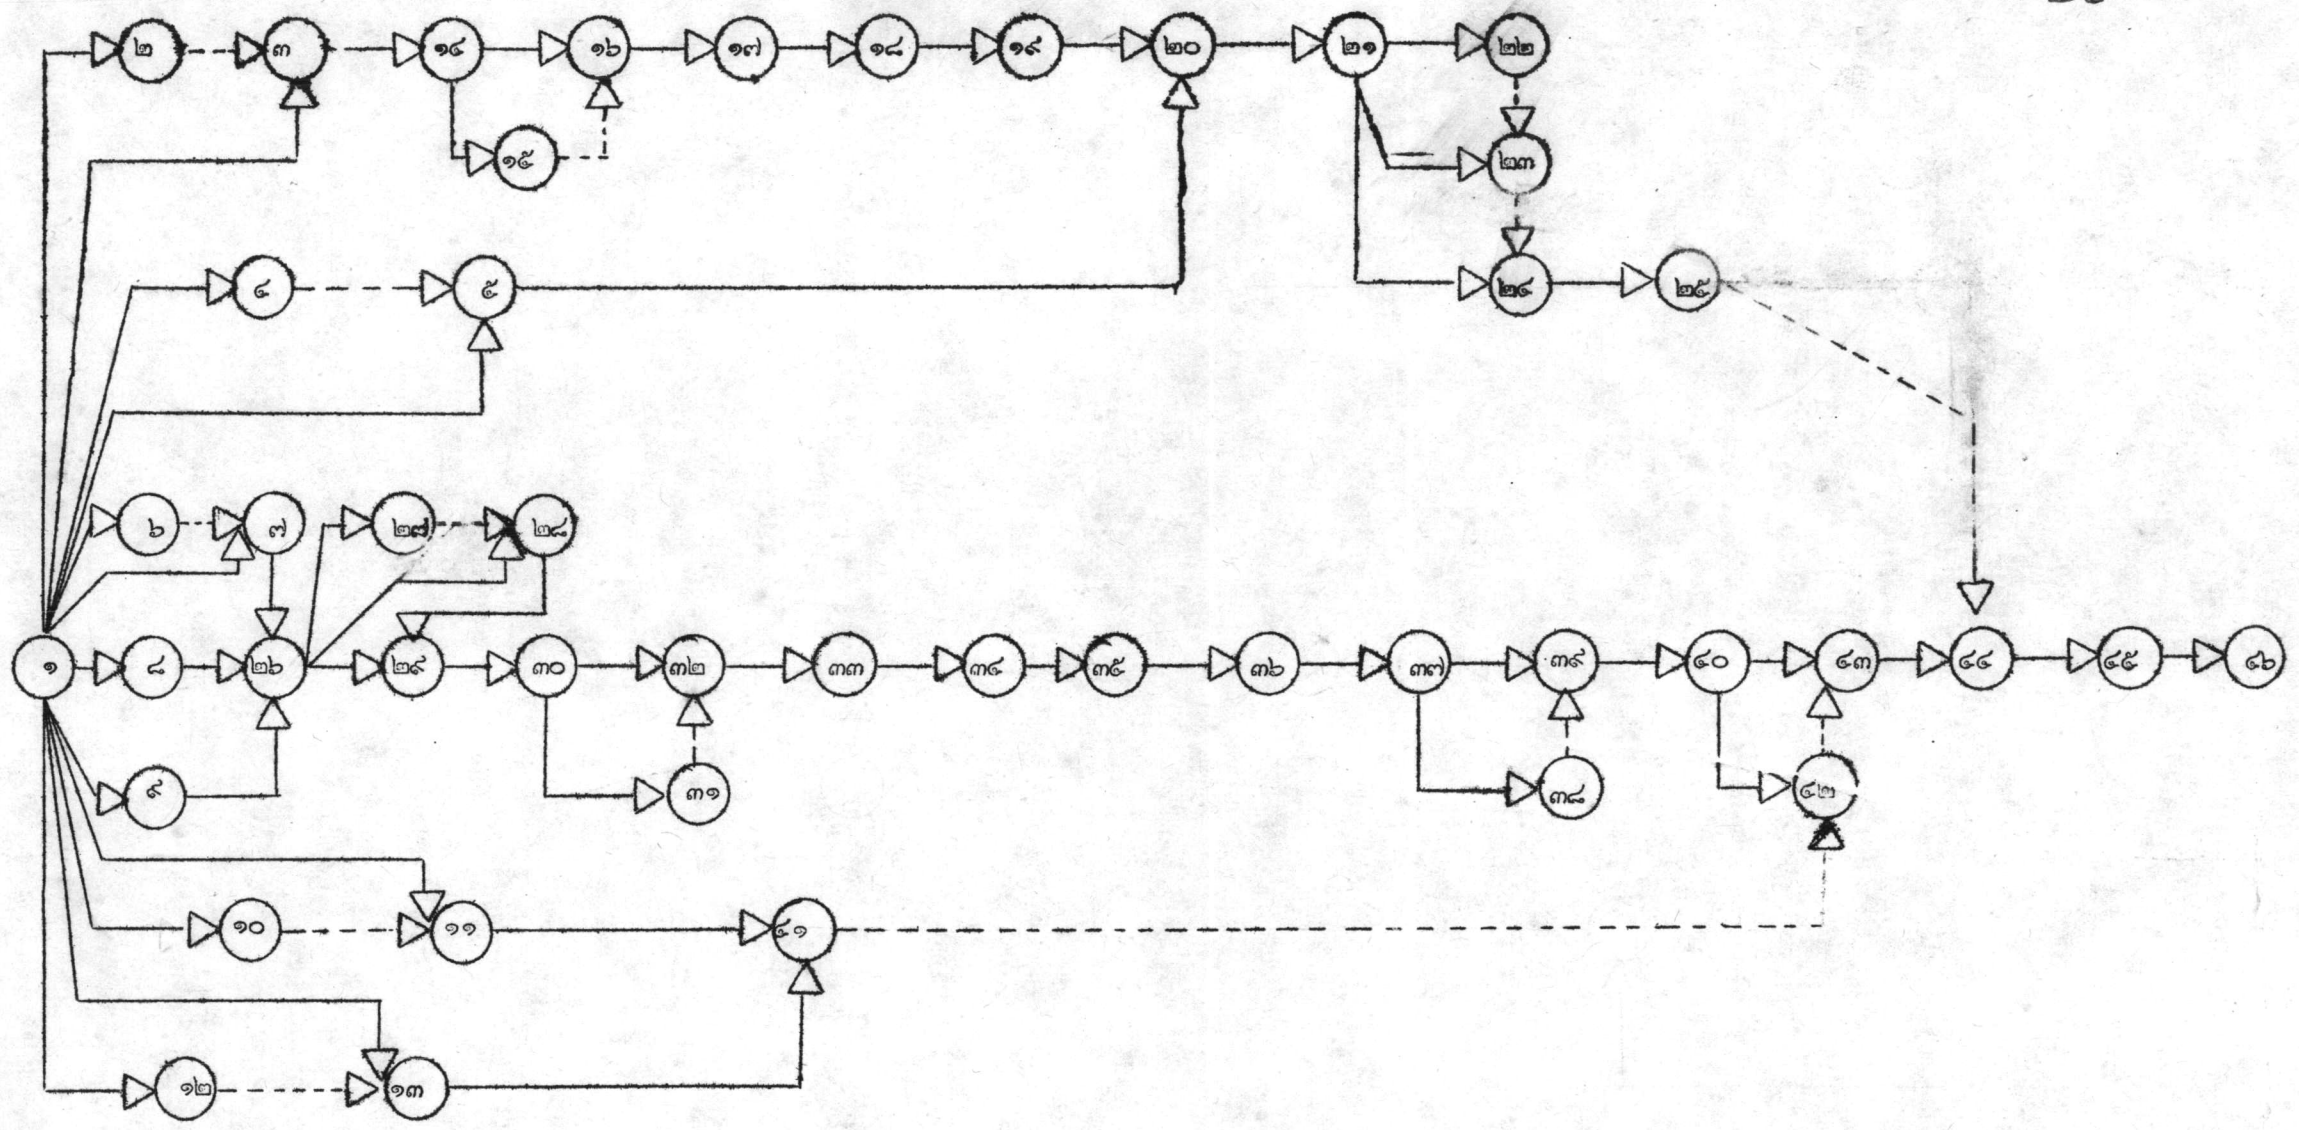 ๒ ๓ ๑๔ ๑๖ ๑๗ ๑๘ ๑๙ ๒๐ ๒๑ ๒๒
๑๕ ๒๓
๔ ๕ ๒๔ ๒๕
๖ ๗ ๒๗ ๒๘
๑ ๘ ๒๖ ๒๙ ๓๐ ๓๒ ๓๓ ๓๔ ๓๕ ๓๖ ๓๗ ๓๙ ๔๐ ๔๓ ๔๔ ๔๕ ๔๖
๙ ๓๑ ๓๘ ๔๒
๑๐ ๑๑ ๔๑
๑๒ ๑๓